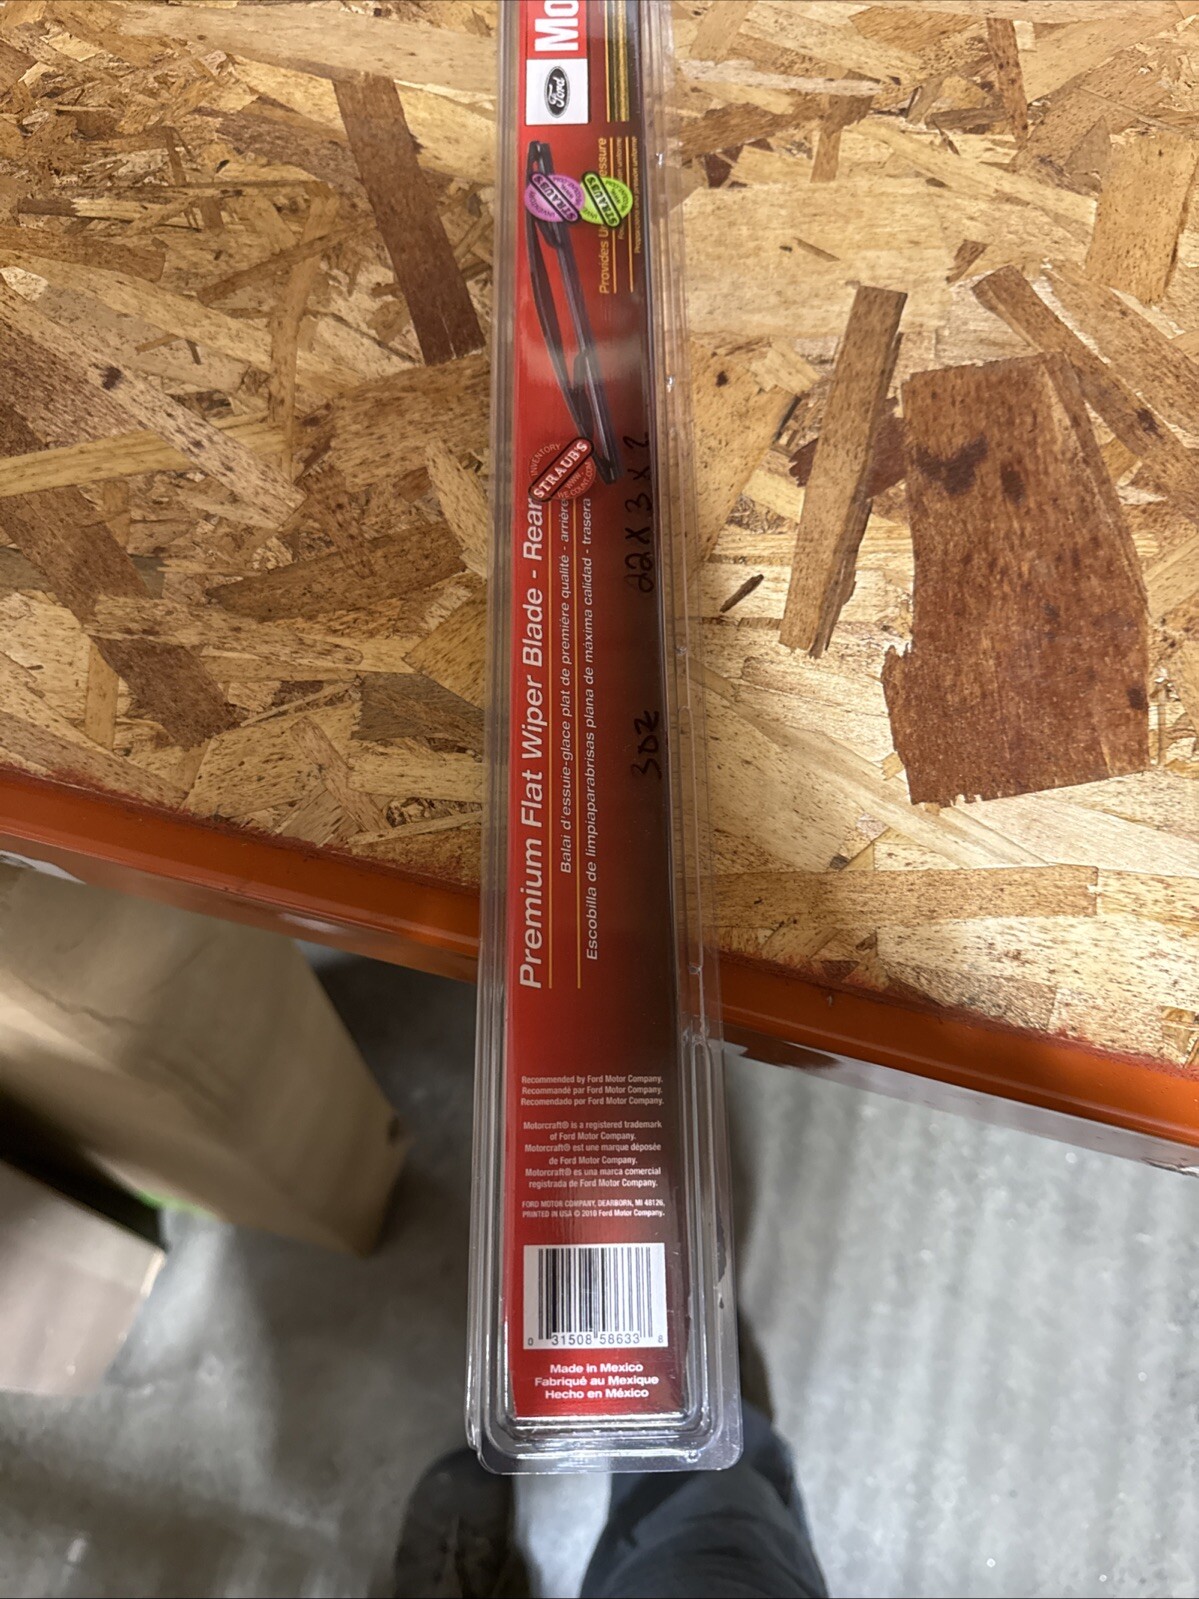 Mo
Ford
Provides U
essure
STRAUB'S
STRAUB'S
INVENTORY
STRAUB'S
Premium Flat Wiper Blade - Rear
Balai d'essuie-glace plat de première qualité - arrière
Escobilla de limpiaparabrisas plana de máxima calidad - trasera
22 X 3 X 2
3oz
Recommended by Ford Motor Company.
Recommandé par Ford Motor Company.
Recomendado por Ford Motor Company.
Motorcraft® is a registered trademark
of Ford Motor Company.
Motorcraft® est une marque déposée
de Ford Motor Company.
Motorcraft® es una marca comercial
registrada de Ford Motor Company.
FORD MOTOR COMPANY, DEARBORN, MI 48126,
PRINTED IN USA © 2018 Ford Motor Company.
0 31508 58633 8
Made in Mexico
Fabriqué au Mexique
Hecho en México